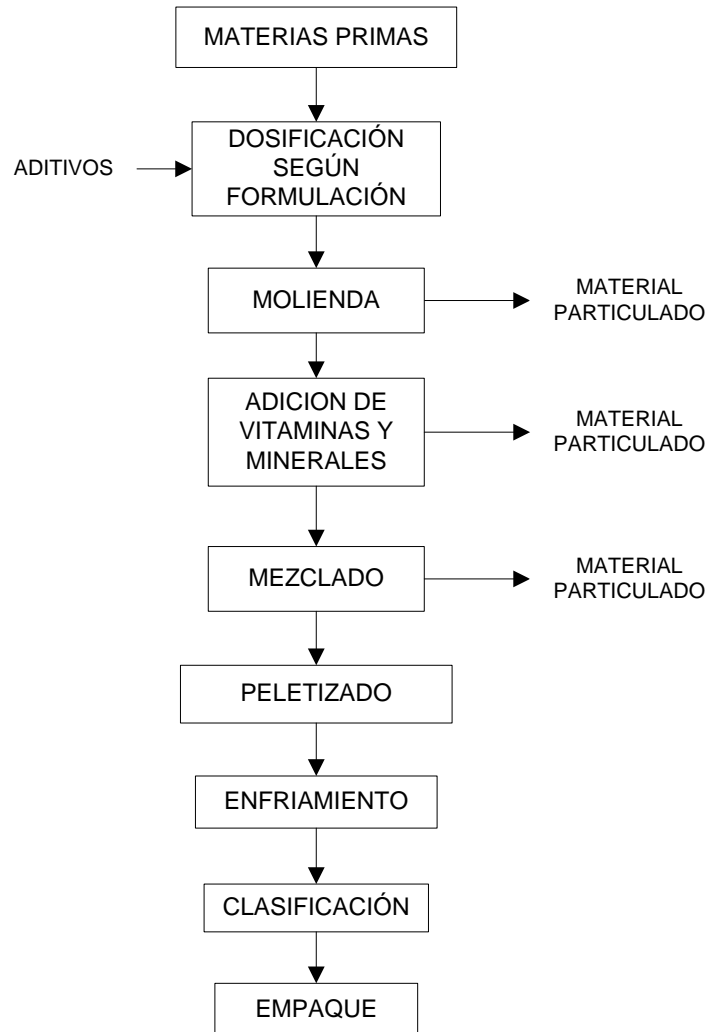 MATERIAS PRIMAS
DOSIFICACIÓN
SEGÚN
FORMULACIÓN
ADITIVOS
MOLIENDA
MATERIAL
PARTICULADO
ADICION DE
VITAMINAS Y
MINERALES
MATERIAL
PARTICULADO
MEZCLADO
MATERIAL
PARTICULADO
PELETIZADO
ENFRIAMIENTO
CLASIFICACIÓN
EMPAQUE